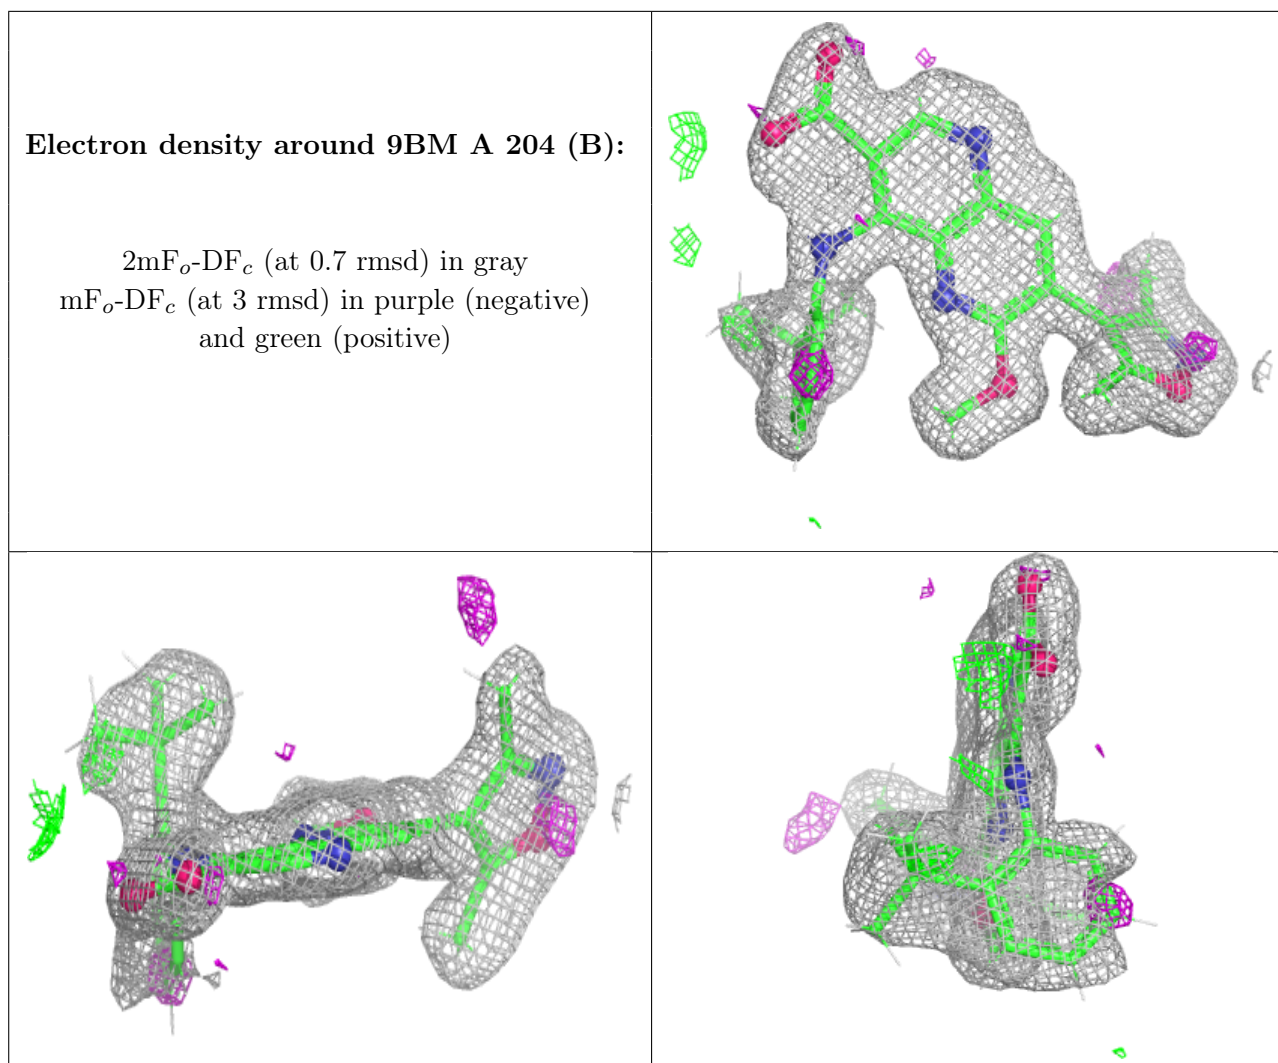 Electron density around 9BM A 204 (B):
2mFo-DFc (at 0.7 rmsd) in gray
mFo-DFc (at 3 rmsd) in purple (negative)
and green (positive)